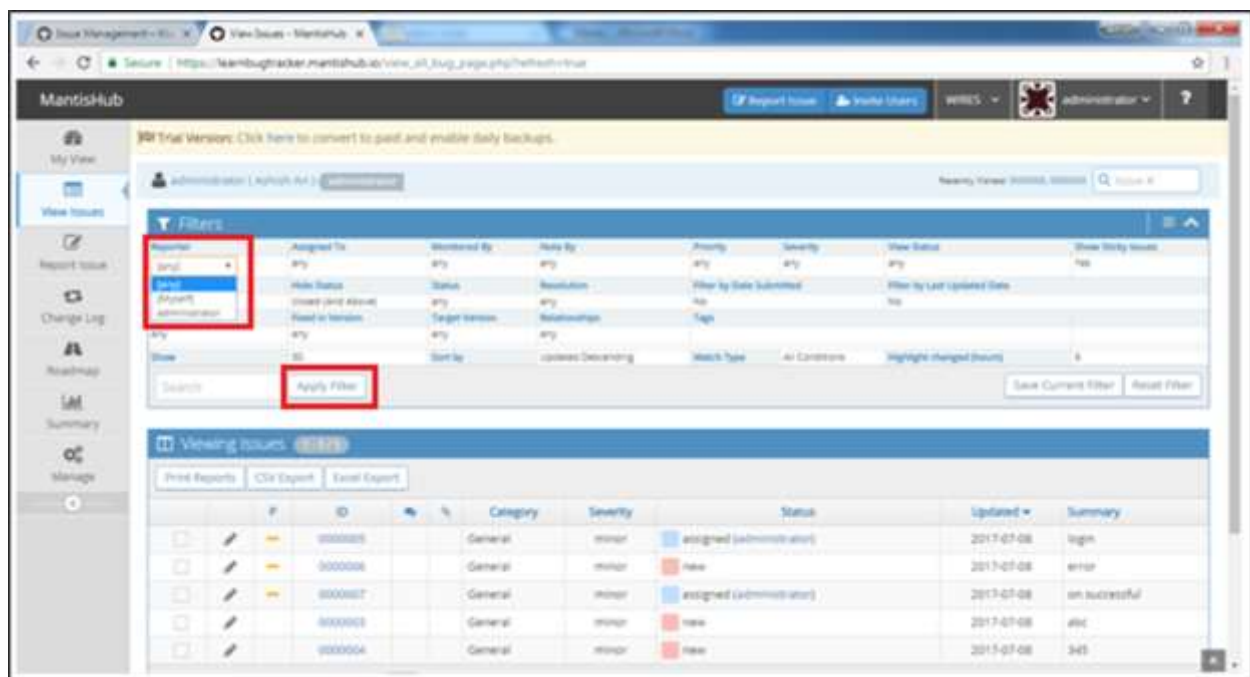 Issue Management
View Issues - MantisHub
Secure https://learnbugtracker.mantishub.io/view_all_bug_page.php?refresh=true
MantisHub
Report Issue
Invite Users
WIRES
administrator
?
Trial Version: Click here to convert to paid and enable daily backups.
My View
View Issues
Report Issue
Change Log
Roadmap
Summary
Manage
administrator
Recently Viewed
Issue #
Filters
Reporter Assigned To Monitored By Note By Priority Severity View Status Show Sticky Issues
[any] any any any any any any Yes
[any]
[Myself]
administrator
Hide Status Status Resolution Filter by Date Submitted Filter by Last Updated Date
closed (And Above) any any No No
Fixed in Version Target Version Relationships Tags
any any any any
Show 50 Sort by Updated Descending Match Type All Conditions Highlight changed (hours) 6
Search Apply Filter Save Current Filter Reset Filter
Viewing Issues
Print Reports CSV Export Excel Export
P ID Category Severity Status Updated Summary
0000005 General minor assigned (administrator) 2017-07-08 login
0000006 General minor new 2017-07-08 error
0000007 General minor assigned (administrator) 2017-07-08 on successful
0000003 General minor new 2017-07-08 abc
0000004 General minor new 2017-07-08 345